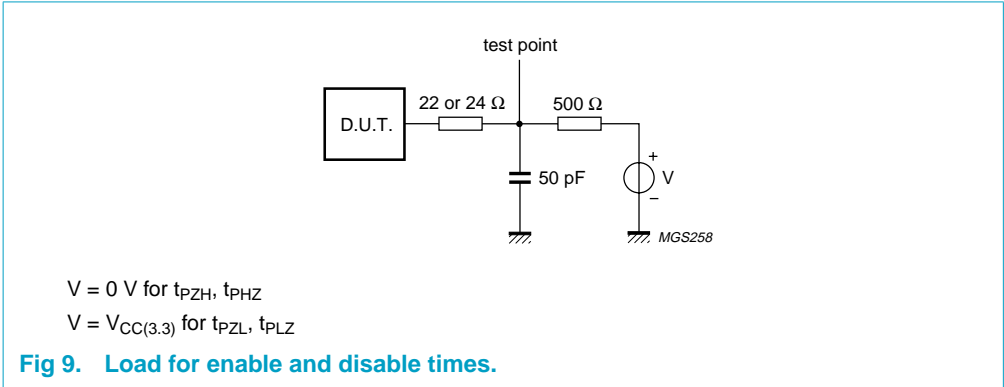 test point
22 or 24 Ω
500 Ω
D.U.T.
50 pF
+
V
−
MGS258
V = 0 V for tPZH, tPHZ
V = VCC(3.3) for tPZL, tPLZ
Fig 9. Load for enable and disable times.